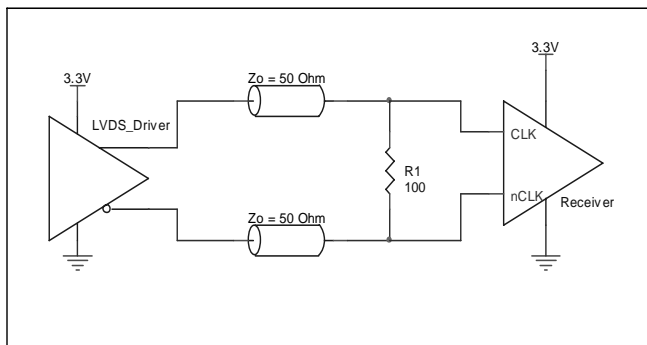 3.3V
LVDS_Driver
Zo = 50 Ohm
Zo = 50 Ohm
R1
100
3.3V
CLK
nCLK
Receiver